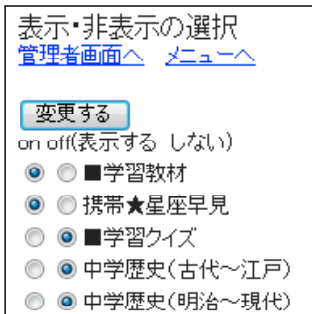 表示・非表示の選択
管理者画面へ メニューへ
変更する
on off(表示する しない)
■学習教材
携帯★星座早見
■学習クイズ
中学歴史(古代～江戸)
中学歴史(明治～現代)